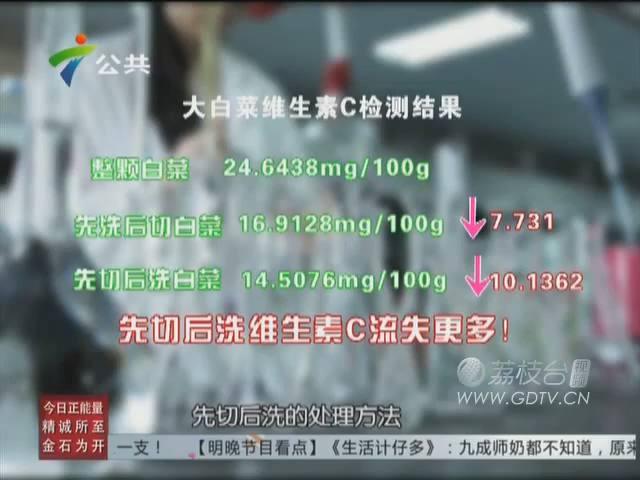 公共
大白菜维生素C检测结果
整颗白菜 24.6438mg/100g
先洗后切白菜 16.9128mg/100g 7.731
先切后洗白菜 14.5076mg/100g 10.1362
先切后洗维生素C流失更多！
荔枝台 视频
WWW.GDTV.CN
先切后洗的处理方法
今日正能量
精诚所至
金石为开
一支！ 【明晚节目看点】《生活计仔多》：九成师奶都不知道，原来